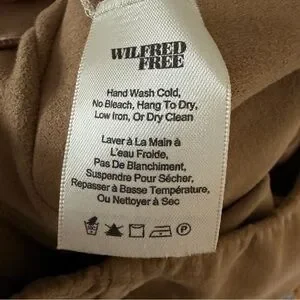 WILFRED
FREE
Hand Wash Cold,
No Bleach, Hang To Dry,
Low Iron, Or Dry Clean
Laver à La Main à
L'eau Froide,
Pas De Blanchiment,
Suspendre Pour Sécher,
Repasser à Basse Température,
Ou Nettoyer à Sec
P